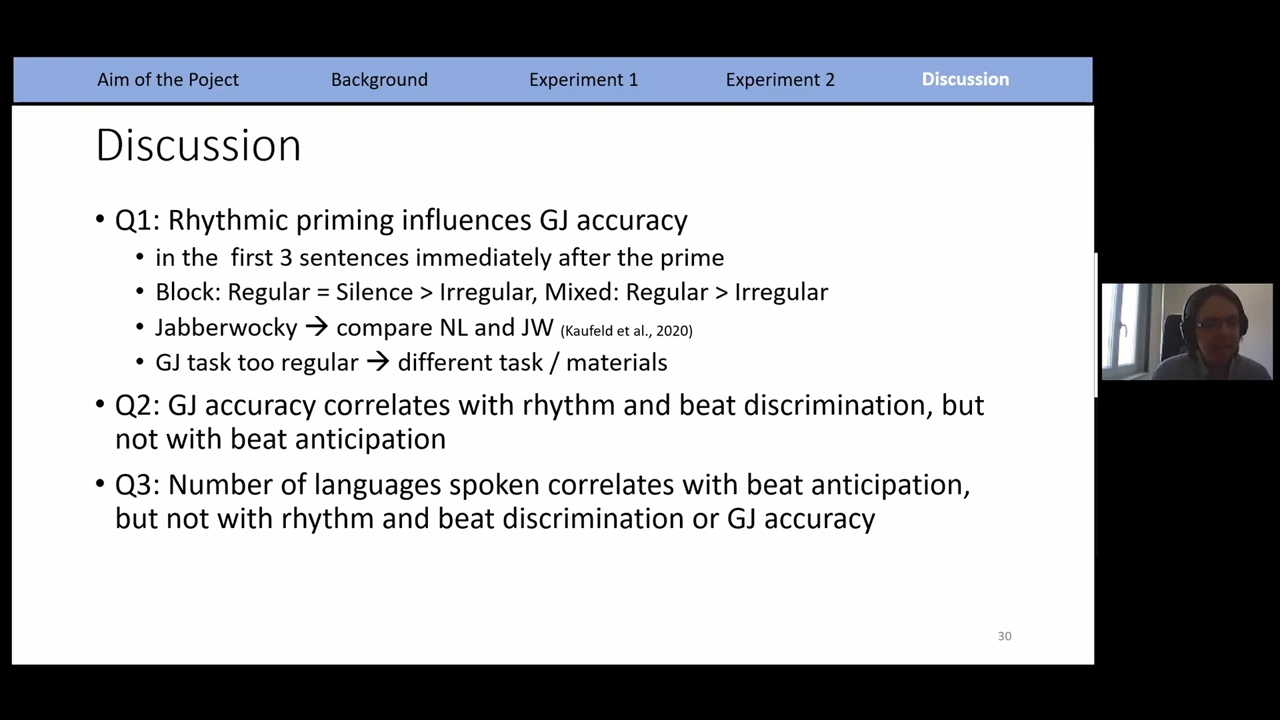 Aim of the Poject Background Experiment 1 Experiment 2 Discussion
Discussion
• Q1: Rhythmic priming influences GJ accuracy
• in the first 3 sentences immediately after the prime
• Block: Regular = Silence > Irregular, Mixed: Regular > Irregular
• Jabberwocky → compare NL and JW (Kaufeld et al., 2020)
• GJ task too regular → different task / materials
• Q2: GJ accuracy correlates with rhythm and beat discrimination, but
not with beat anticipation
• Q3: Number of languages spoken correlates with beat anticipation,
but not with rhythm and beat discrimination or GJ accuracy
30